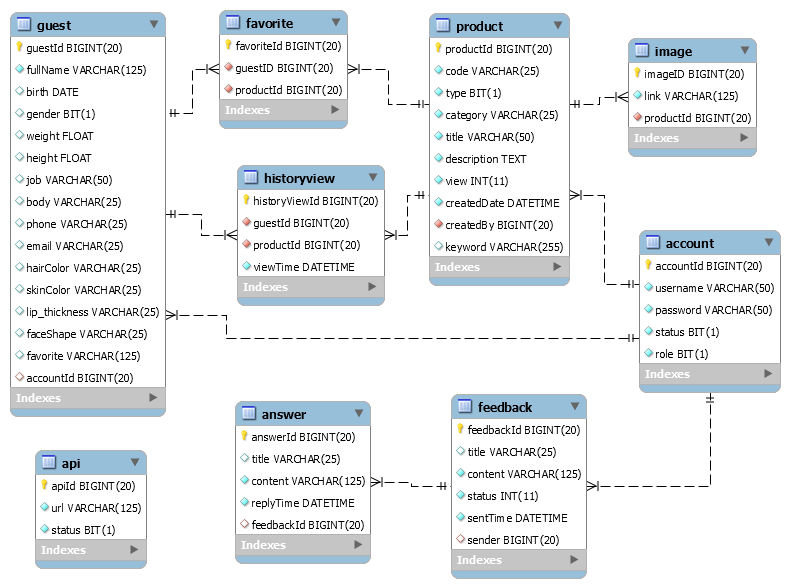 guest
guestId BIGINT(20)
fullName VARCHAR(125)
birth DATE
gender BIT(1)
weight FLOAT
height FLOAT
job VARCHAR(50)
body VARCHAR(25)
phone VARCHAR(25)
email VARCHAR(25)
hairColor VARCHAR(25)
skinColor VARCHAR(25)
lip_thickness VARCHAR(25)
faceShape VARCHAR(25)
favorite VARCHAR(125)
accountId BIGINT(20)
Indexes
favorite
favoriteId BIGINT(20)
guestID BIGINT(20)
productId BIGINT(20)
Indexes
product
productId BIGINT(20)
code VARCHAR(25)
type BIT(1)
category VARCHAR(25)
title VARCHAR(50)
description TEXT
view INT(11)
createdDate DATETIME
createdBy BIGINT(20)
keyword VARCHAR(255)
Indexes
image
imageID BIGINT(20)
link VARCHAR(125)
productId BIGINT(20)
Indexes
historyview
historyViewId BIGINT(20)
guestId BIGINT(20)
productId BIGINT(20)
viewTime DATETIME
Indexes
account
accountId BIGINT(20)
username VARCHAR(50)
password VARCHAR(50)
status BIT(1)
role BIT(1)
Indexes
api
apiId BIGINT(20)
url VARCHAR(125)
status BIT(1)
Indexes
answer
answerId BIGINT(20)
title VARCHAR(25)
content VARCHAR(125)
replyTime DATETIME
feedbackId BIGINT(20)
Indexes
feedback
feedbackId BIGINT(20)
title VARCHAR(25)
content VARCHAR(125)
status INT(11)
sentTime DATETIME
sender BIGINT(20)
Indexes